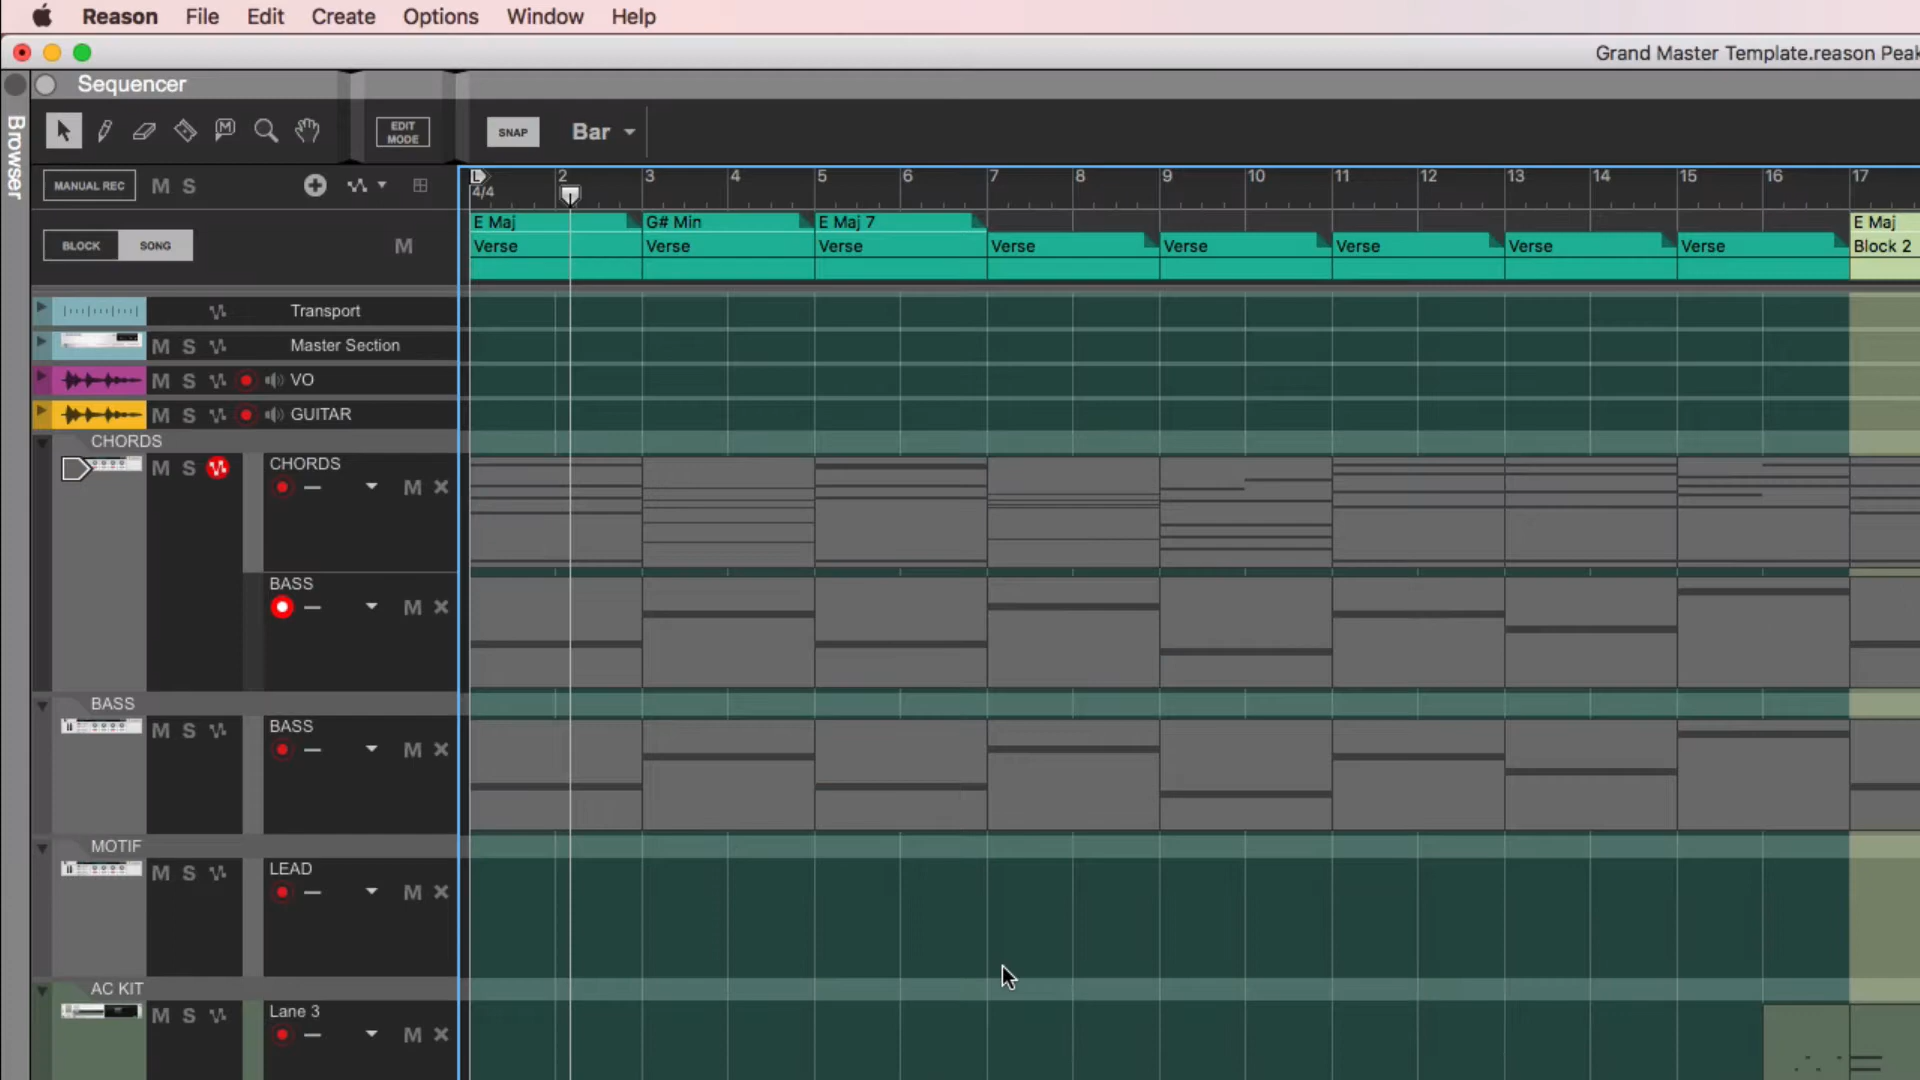 Reason File Edit Create Options Window Help
Grand Master Template.reason Peak
Sequencer
Browser
EDIT MODE
SNAP
Bar
MANUAL REC M S
2 3 4 5 6 7 8 9 10 11 12 13 14 15 16 17
L
4/4
E Maj G# Min E Maj 7 E Maj
BLOCK SONG M
Verse Verse Verse Verse Verse Verse Verse Verse Block 2
Transport
M S Master Section
M S VO
M S GUITAR
CHORDS
M S CHORDS
M
BASS
M
BASS
M S BASS
M
MOTIF
M S LEAD
M
AC KIT
M S Lane 3
M